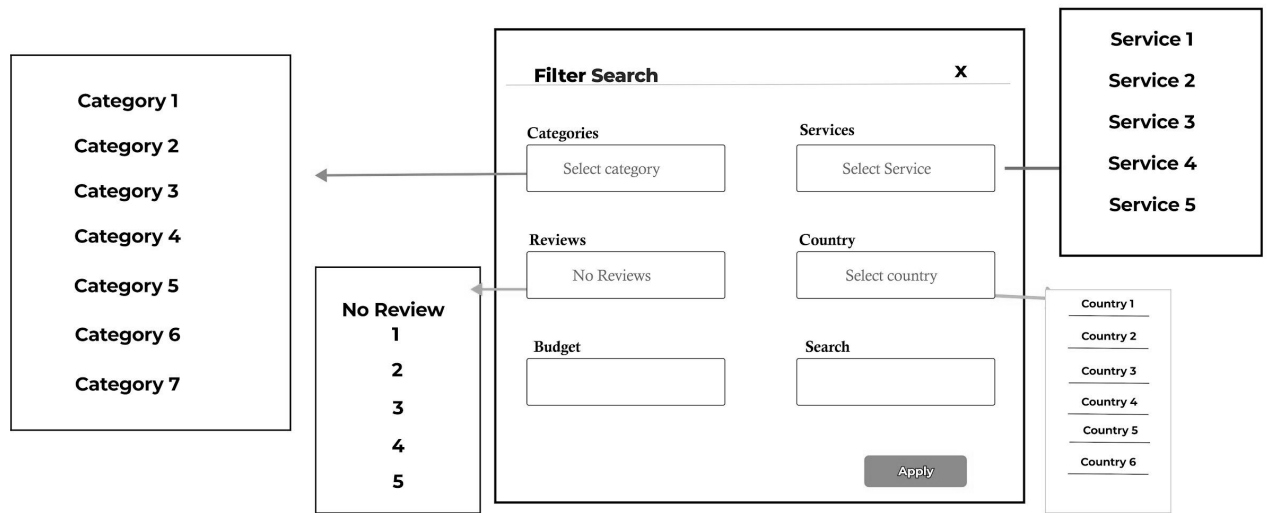 Category 1
Category 2
Category 3
Category 4
Category 5
Category 6
Category 7
No Review
1
2
3
4
5
Filter Search
X
Categories
Select category
Services
Select Service
Reviews
No Reviews
Country
Select country
Budget
Search
Apply
Service 1
Service 2
Service 3
Service 4
Service 5
Country 1
Country 2
Country 3
Country 4
Country 5
Country 6